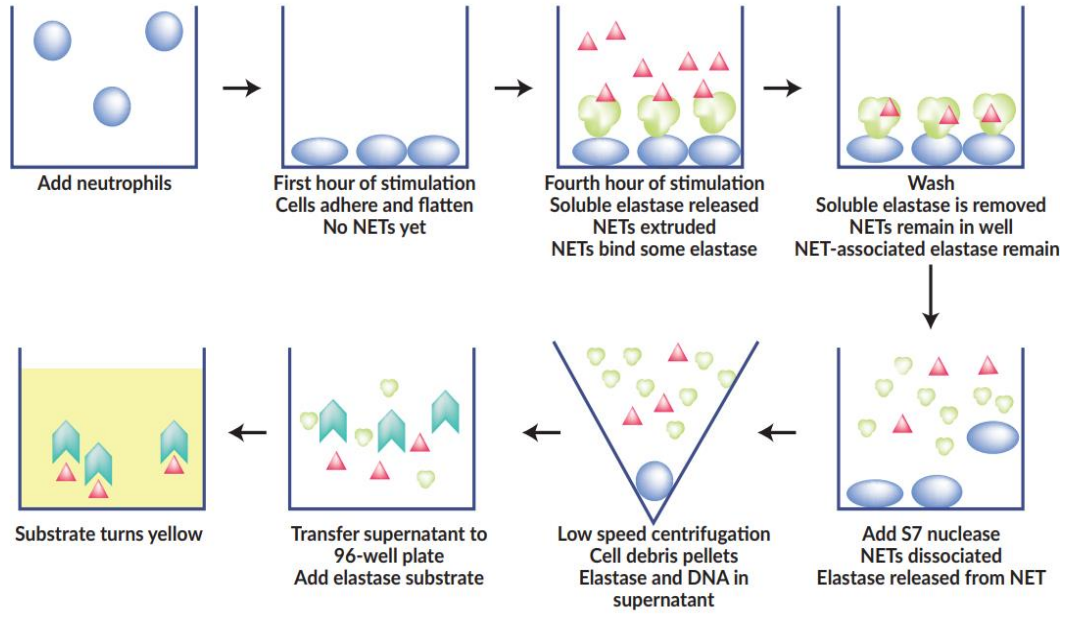 Add neutrophils
First hour of stimulation
Cells adhere and flatten
No NETs yet
Fourth hour of stimulation
Soluble elastase released
NETs extruded
NETs bind some elastase
Wash
Soluble elastase is removed
NETs remain in well
NET-associated elastase remain
Add S7 nuclease
NETs dissociated
Elastase released from NET
Low speed centrifugation
Cell debris pellets
Elastase and DNA in
supernatant
Transfer supernatant to
96-well plate
Add elastase substrate
Substrate turns yellow